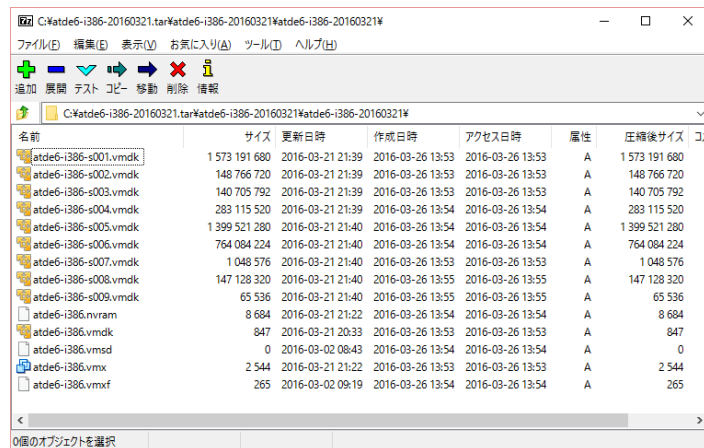 C:¥atde6-i386-20160321.tar¥atde6-i386-20160321¥atde6-i386-20160321¥
ファイル(F) 編集(E) 表示(V) お気に入り(A) ツール(T) ヘルプ(H)
追加 展開 テスト コピー 移動 削除 情報
C:¥atde6-i386-20160321.tar¥atde6-i386-20160321¥atde6-i386-20160321¥
名前 サイズ 更新日時 作成日時 アクセス日時 属性 圧縮後サイズ
atde6-i386-s001.vmdk 1 573 191 680 2016-03-21 21:39 2016-03-26 13:53 2016-03-26 13:53 A 1 573 191 680
atde6-i386-s002.vmdk 148 766 720 2016-03-21 21:39 2016-03-26 13:53 2016-03-26 13:53 A 148 766 720
atde6-i386-s003.vmdk 140 705 792 2016-03-21 21:39 2016-03-26 13:53 2016-03-26 13:53 A 140 705 792
atde6-i386-s004.vmdk 283 115 520 2016-03-21 21:39 2016-03-26 13:54 2016-03-26 13:54 A 283 115 520
atde6-i386-s005.vmdk 1 399 521 280 2016-03-21 21:40 2016-03-26 13:54 2016-03-26 13:54 A 1 399 521 280
atde6-i386-s006.vmdk 764 084 224 2016-03-21 21:40 2016-03-26 13:54 2016-03-26 13:54 A 764 084 224
atde6-i386-s007.vmdk 1 048 576 2016-03-21 21:40 2016-03-26 13:53 2016-03-26 13:53 A 1 048 576
atde6-i386-s008.vmdk 147 128 320 2016-03-21 21:40 2016-03-26 13:55 2016-03-26 13:55 A 147 128 320
atde6-i386-s009.vmdk 65 536 2016-03-21 21:40 2016-03-26 13:55 2016-03-26 13:55 A 65 536
atde6-i386.nvram 8 684 2016-03-21 21:22 2016-03-26 13:54 2016-03-26 13:54 A 8 684
atde6-i386.vmdk 847 2016-03-21 20:33 2016-03-26 13:53 2016-03-26 13:53 A 847
atde6-i386.vmsd 0 2016-03-02 08:43 2016-03-26 13:54 2016-03-26 13:54 A 0
atde6-i386.vmx 2 544 2016-03-21 21:22 2016-03-26 13:53 2016-03-26 13:53 A 2 544
atde6-i386.vmxf 265 2016-03-02 09:19 2016-03-26 13:54 2016-03-26 13:54 A 265
0個のオブジェクトを選択